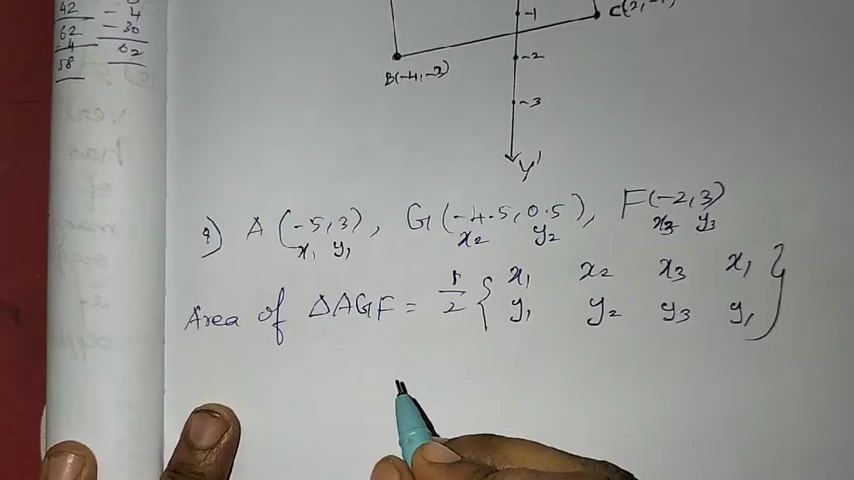 42
- 4
62 - 30
4 62
58
-1
C(2,-1)
-2
B(-4,-2)
-3
Y'
9) A (-5,3), G(-4.5,0.5), F(-2,3)
x₁ y₁ x₂ y₂ x₃ y₃
x₁ x₂ x₃ x₁
Area of ΔAGF = 1/2 {
y₁ y₂ y₃ y₁ }